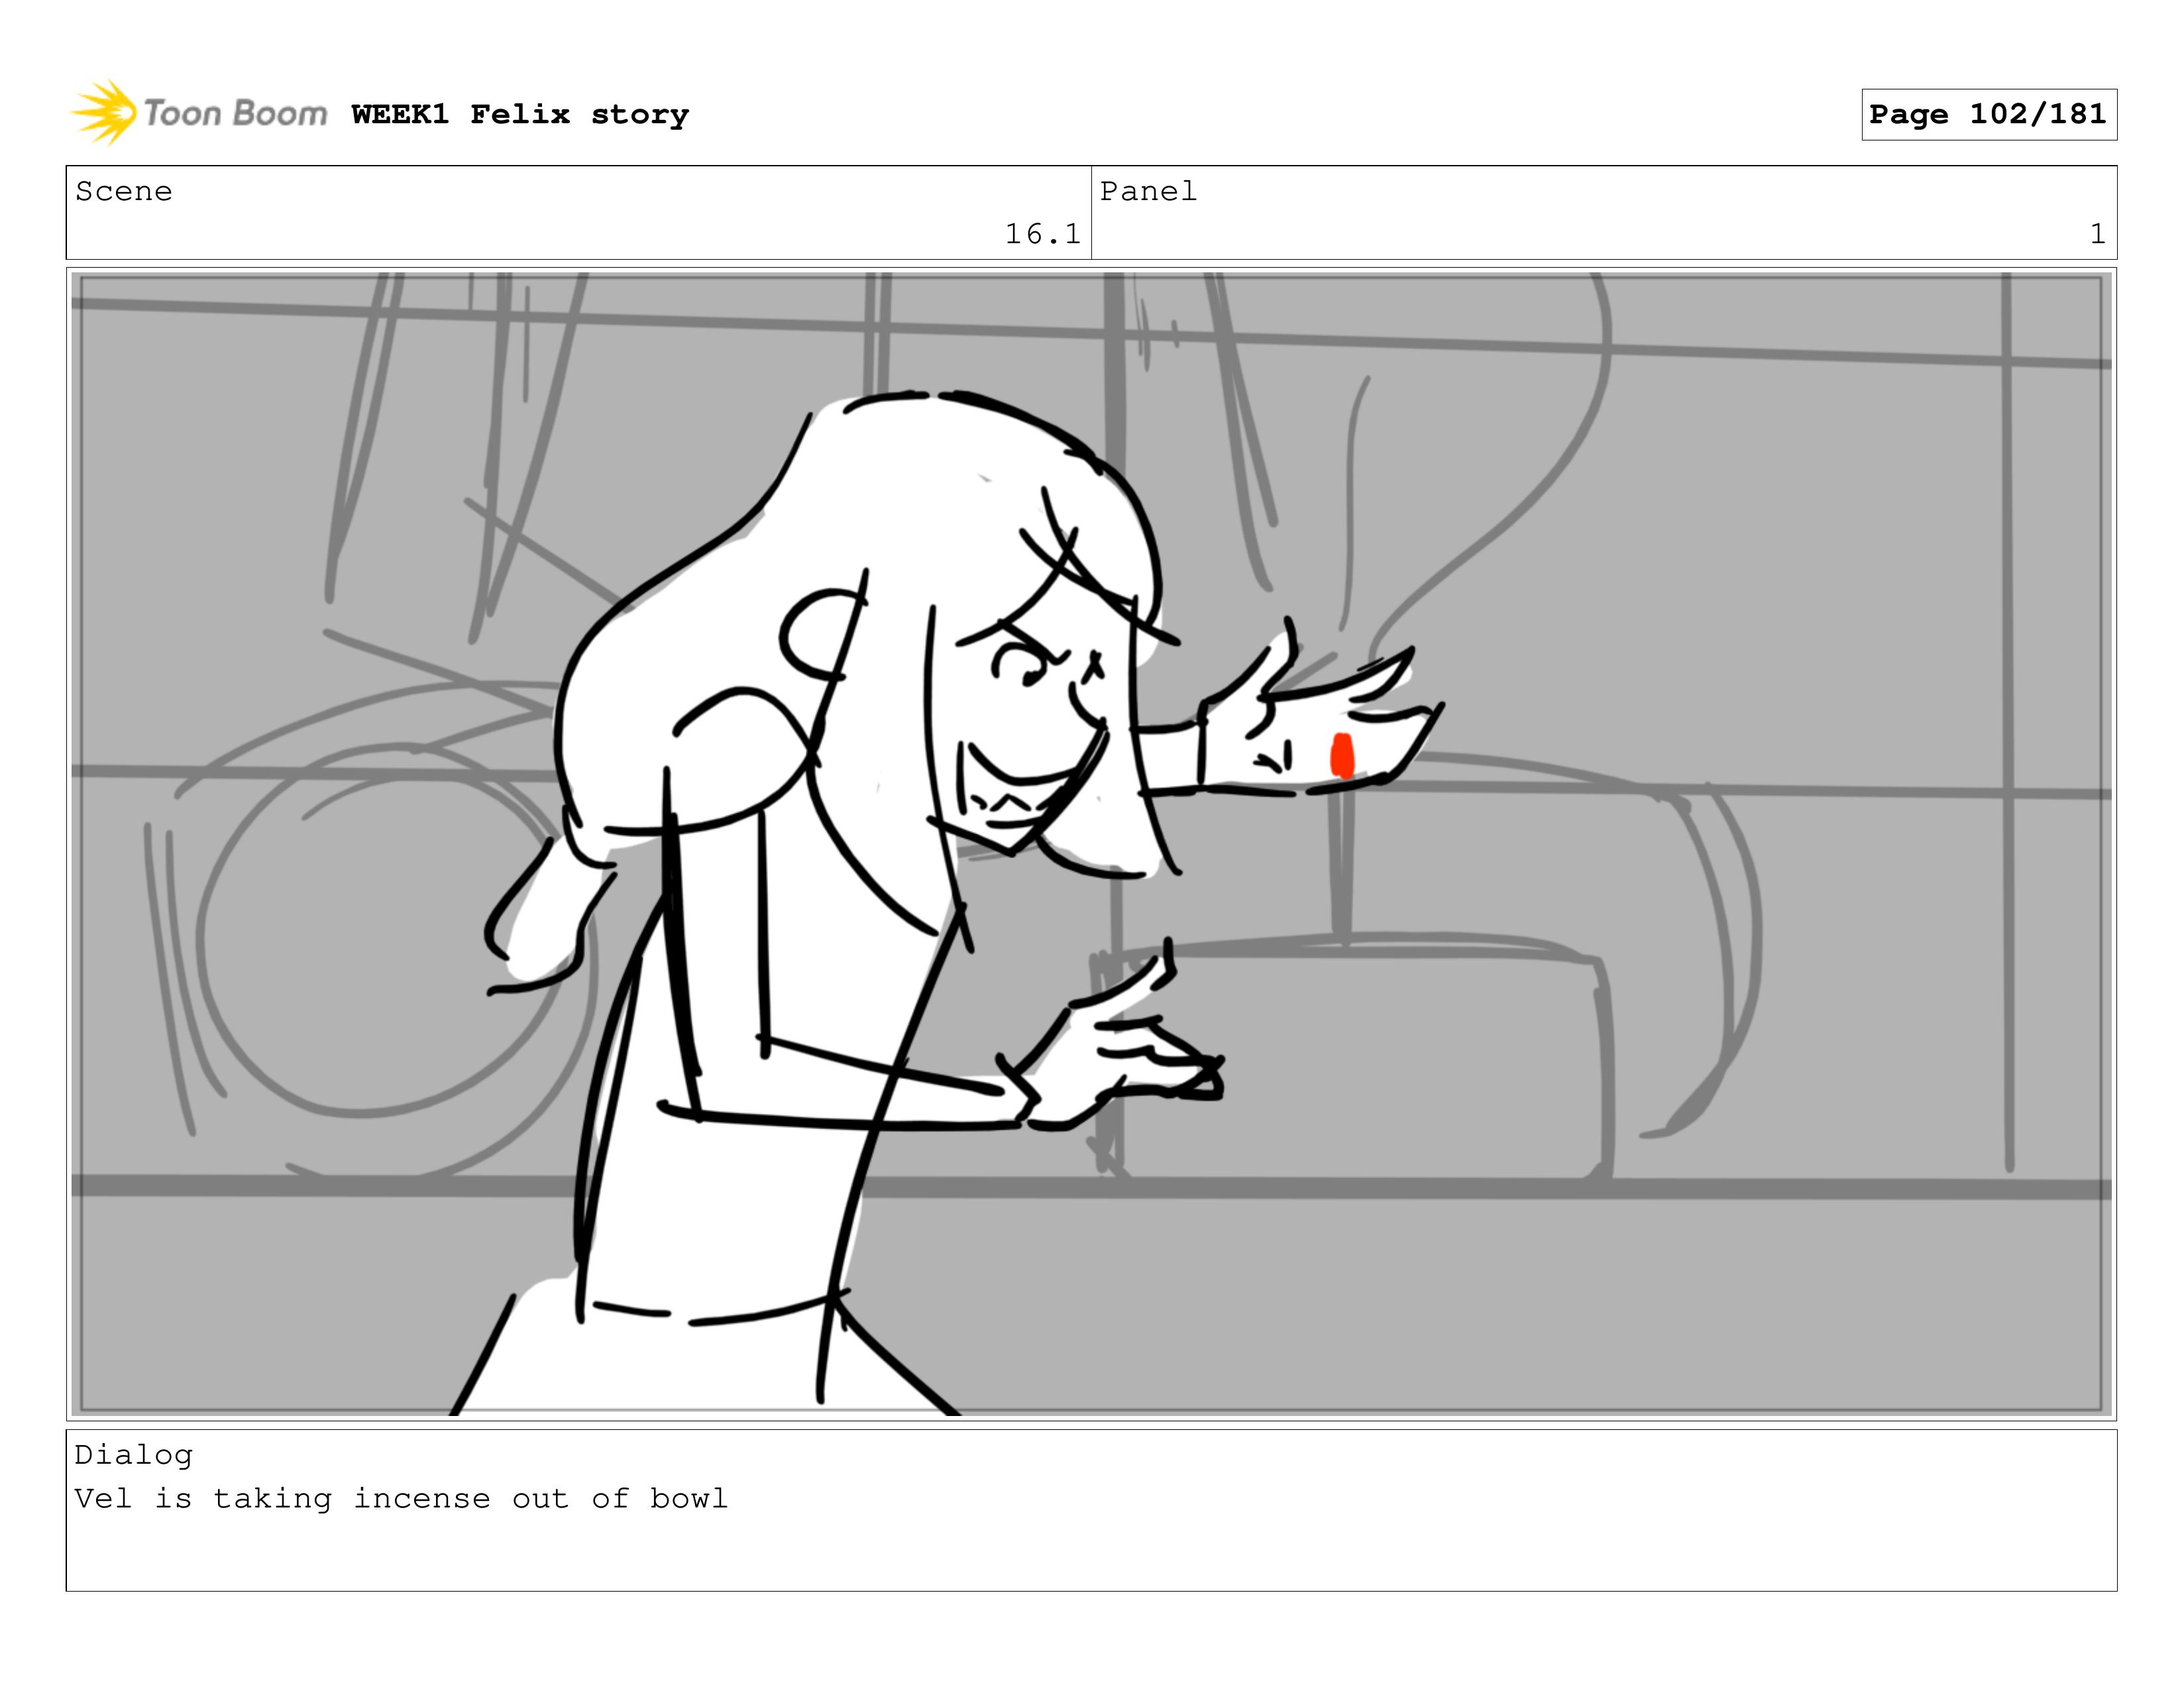 Toon Boom WEEK1 Felix story
Page 102/181
Scene
16.1
Panel
1
Dialog
Vel is taking incense out of bowl